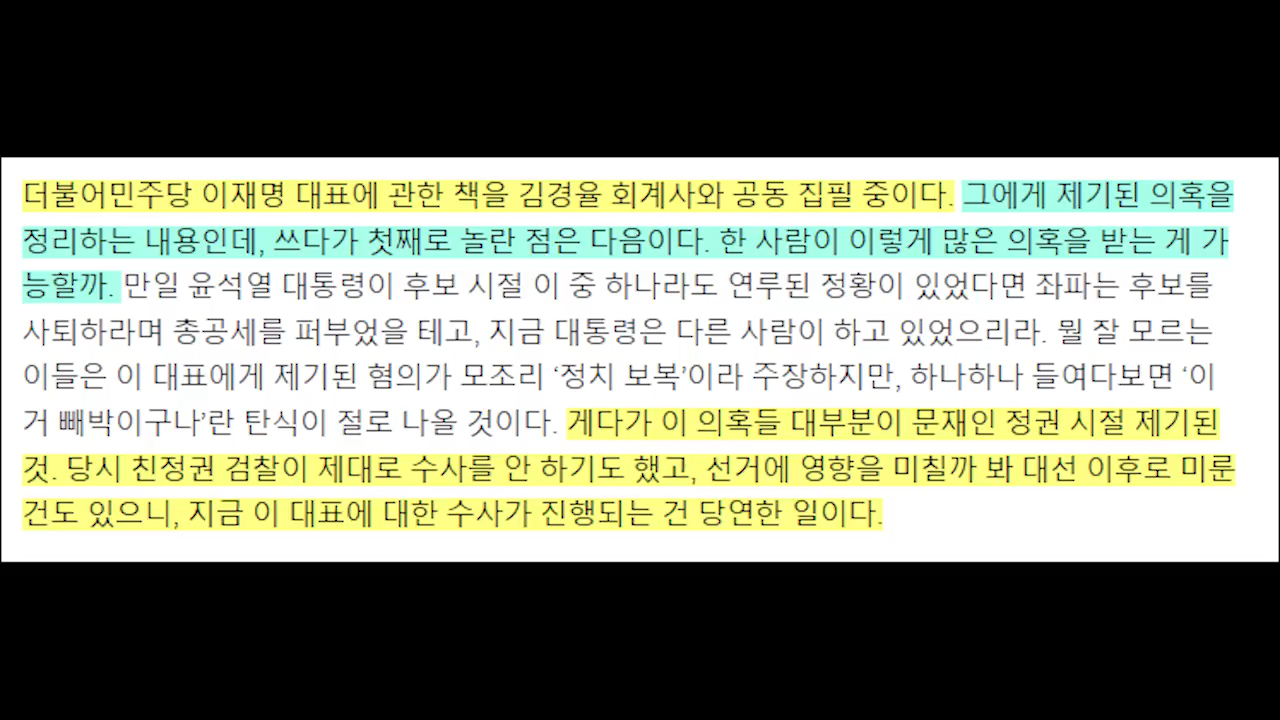 더불어민주당 이재명 대표에 관한 책을 김경율 회계사와 공동 집필 중이다. 그에게 제기된 의혹을
정리하는 내용인데, 쓰다가 첫째로 놀란 점은 다음이다. 한 사람이 이렇게 많은 의혹을 받는 게 가
능할까. 만일 윤석열 대통령이 후보 시절 이 중 하나라도 연루된 정황이 있었다면 좌파는 후보를
사퇴하라며 총공세를 퍼부었을 테고, 지금 대통령은 다른 사람이 하고 있었으리라. 뭘 잘 모르는
이들은 이 대표에게 제기된 혐의가 모조리 ‘정치 보복’이라 주장하지만, 하나하나 들여다보면 ‘이
거 빼박이구나’란 탄식이 절로 나올 것이다. 게다가 이 의혹들 대부분이 문재인 정권 시절 제기된
것. 당시 친정권 검찰이 제대로 수사를 안 하기도 했고, 선거에 영향을 미칠까 봐 대선 이후로 미룬
건도 있으니, 지금 이 대표에 대한 수사가 진행되는 건 당연한 일이다.